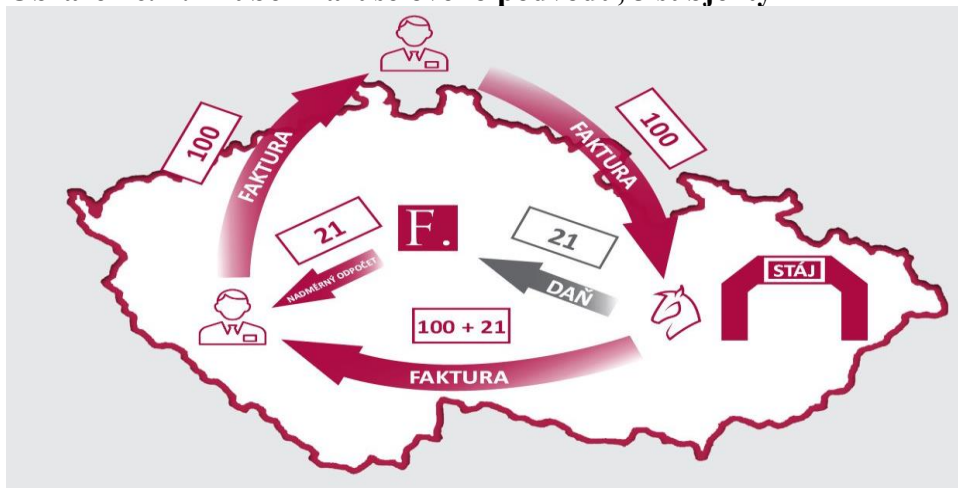 100
FAKTURA
FAKTURA
100
21
F.
21
NADMĚRNÝ ODPOČET
DAŇ
STÁJ
100 + 21
FAKTURA